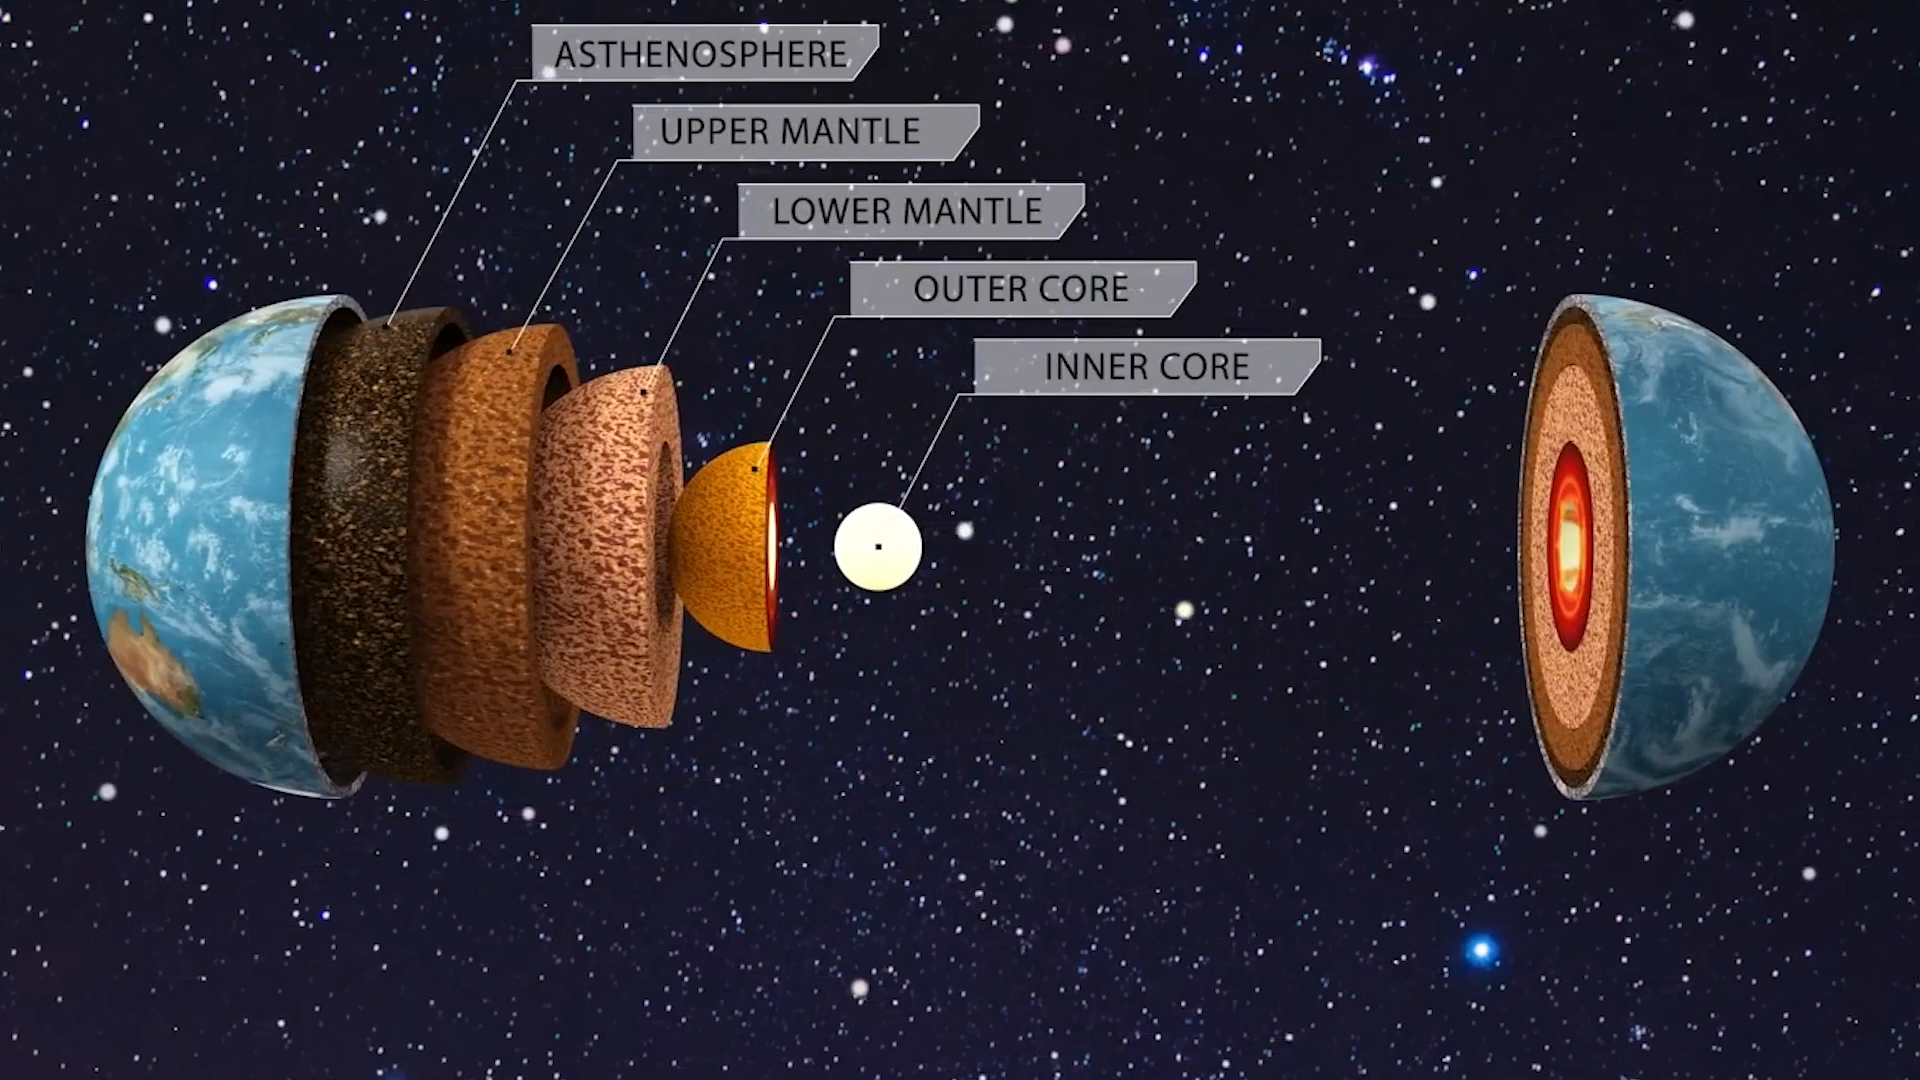 ASTHENOSPHERE
UPPER MANTLE
LOWER MANTLE
OUTER CORE
INNER CORE